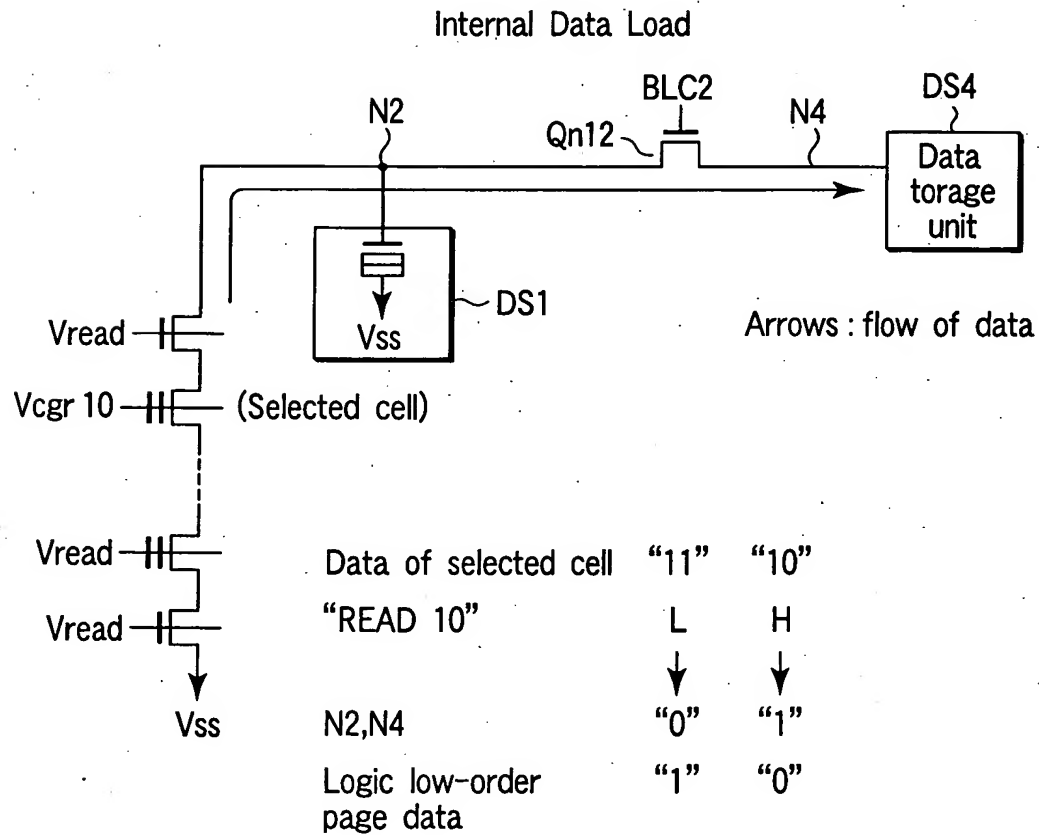 Internal Data Load
BLC2
DS4
N2
N4
Qn12
Data
torage
unit
DS1
Vss
Arrows : flow of data
Vread
Vcgr 10
(Selected cell)
Vread
Data of selected cell “11” “10”
Vread
“READ 10” L H
Vss
N2,N4 “0” “1”
Logic low-order “1” “0”
page data